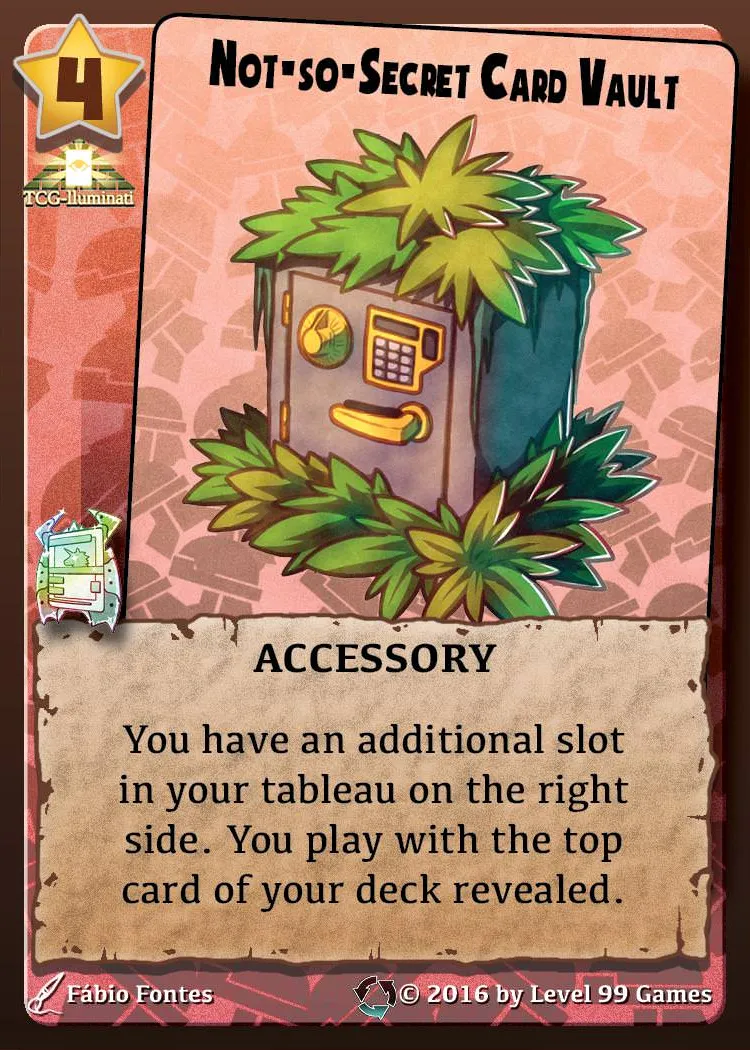 4
Not-so-Secret Card Vault
TCG-Iluminati
ACCESSORY
You have an additional slot
in your tableau on the right
side. You play with the top
card of your deck revealed.
Fábio Fontes
© 2016 by Level 99 Games